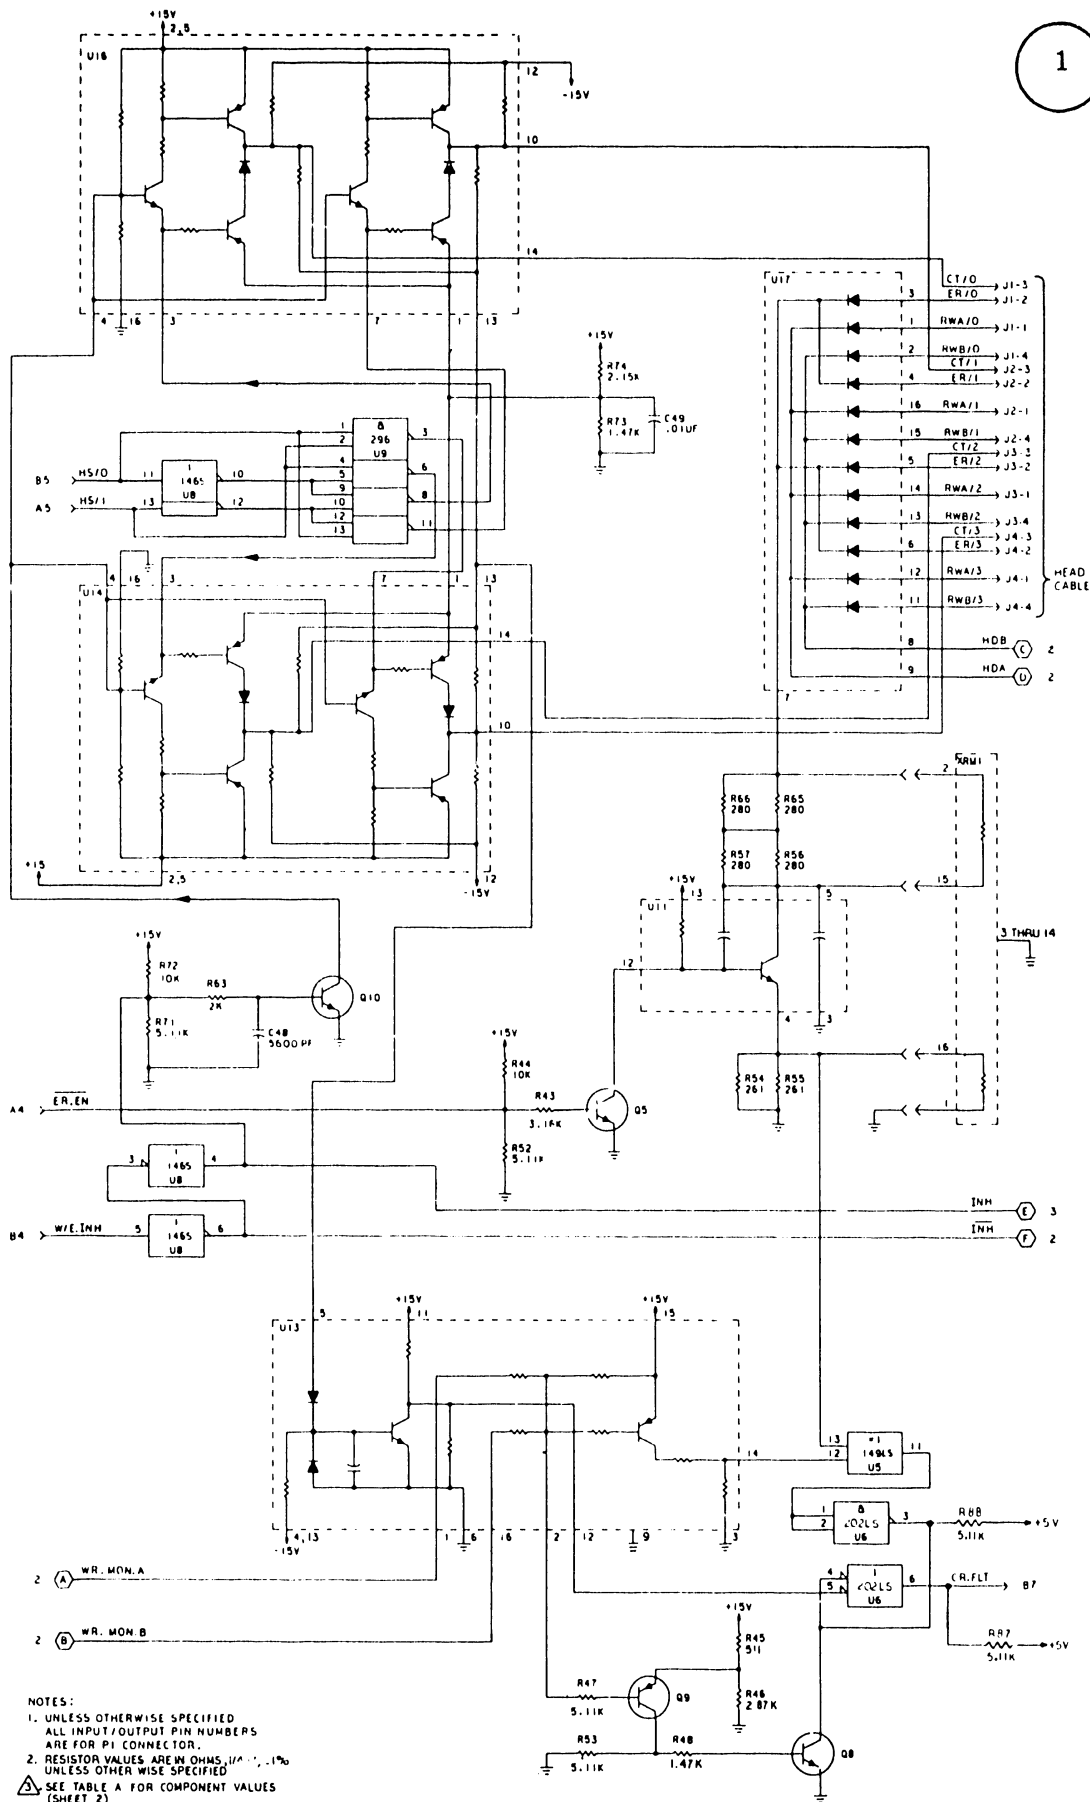 1
+15V
2,5
U16
12
-15V
10
14
4 16 3 7 1 13
U17
3 CT/0 J1-3
ER/0 J1-2
1 RWA/0 J1-1
2 RWB/0 J1-4
CT/1 J2-3
4 ER/1 J2-2
16 RWA/1 J2-1
15 RWB/1 J2-4
CT/2 J3-3
5 ER/2 J3-2
14 RWA/2 J3-1
13 RWB/2 J3-4
CT/3 J4-3
6 ER/3 J4-2
12 RWA/3 J4-1
11 RWB/3 J4-4
HEAD
CABLE
8 HDB C 2
9 HDA D 2
7
+15V
R74
2.15K
R73
1.47K
C49
.01UF
B5 HS/0 11 1 10
1465
U8
A5 HS/1 13 12
1 & 3
2 296
U9
4 6
5
9 8
10
12 11
13
4 16 3 7 1 13
U14
14
10
+15
2,5
12
-15V
R66
280
R65
280
R57
280
R56
280
XRM1
2
15
3 THRU 14
16
1
+15V
13
5
U11
12
4
3
+15V
R72
10K
R63
2K
R71
5.11K
C48
5600 PF
Q10
+15V
R44
10K
R43
3.16K
R52
5.11K
Q5
R54
261
R55
261
A4 ER.EN
3 1 4
1465
U8
INH E 3
B4 W/E.INH 5 1 6
1465
U8
INH F 2
5
U13
+15V
11
+15V
15
14
-15V
4,13 1 6 16 2 12 9 3
13 =1 11
12 149LS
U5
1 & 3
2 202LS
U6
R88
5.11K
+5V
4 1 6
5 202LS
U6
CR.FLT B7
R87
5.11K
+5V
2 A WR. MON.A
2 B WR. MON.B
+15V
R45
511
R46
2.87K
R47
5.11K
Q9
R53
5.11K
R48
1.47K
Q8
NOTES:
1. UNLESS OTHERWISE SPECIFIED
ALL INPUT/OUTPUT PIN NUMBERS
ARE FOR P1 CONNECTOR.
2. RESISTOR VALUES ARE IN OHMS, 1%
UNLESS OTHER WISE SPECIFIED
3. SEE TABLE A FOR COMPONENT VALUES
(SHEET 2)